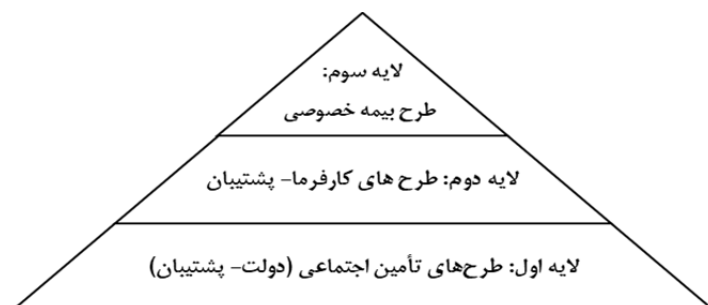 لایه سوم:
طرح بیمه خصوصی
لایه دوم: طرح های کارفرما- پشتیبان
لایه اول: طرح‌های تأمین اجتماعی (دولت- پشتیبان)